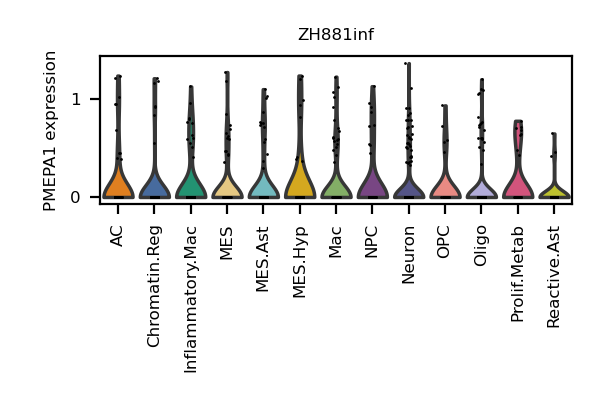 ZH881inf
PMEPA1 expression
1
0
AC
Chromatin.Reg
Inflammatory.Mac
MES
MES.Ast
MES.Hyp
Mac
NPC
Neuron
OPC
Oligo
Prolif.Metab
Reactive.Ast